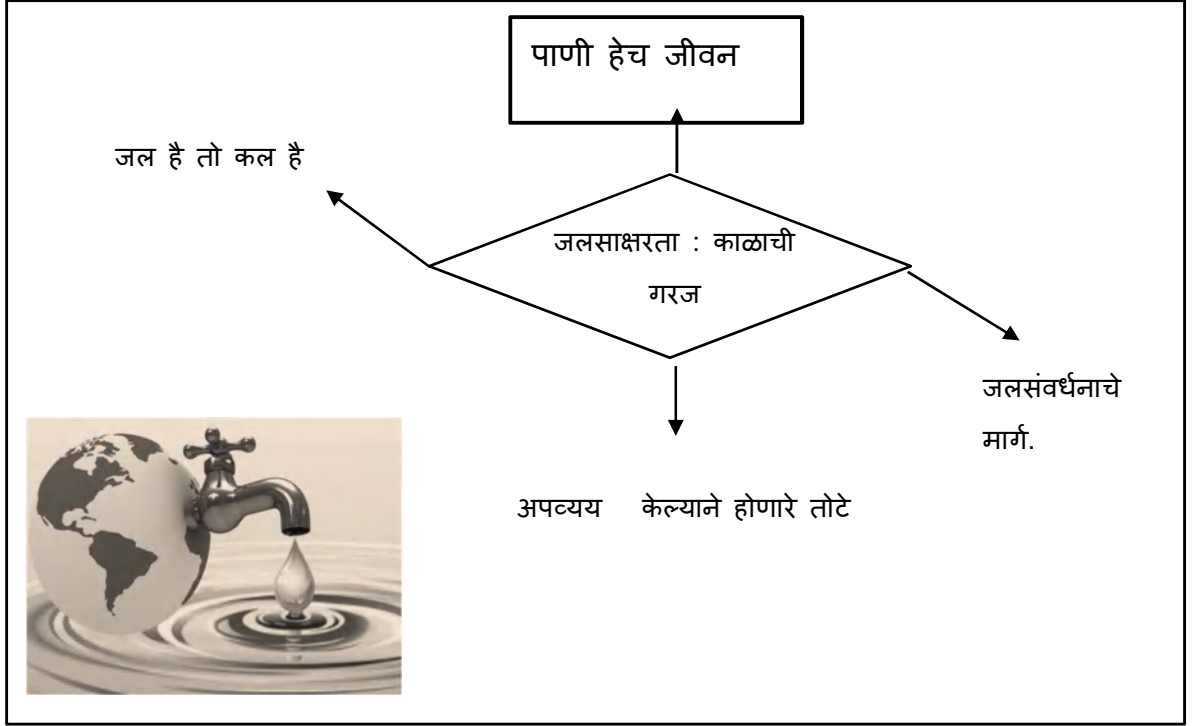 पाणी हेच जीवन
जल है तो कल है
जलसाक्षरता : काळाची
गरज
जलसंवर्धनाचे
मार्ग.
अपव्यय केल्याने होणारे तोटे